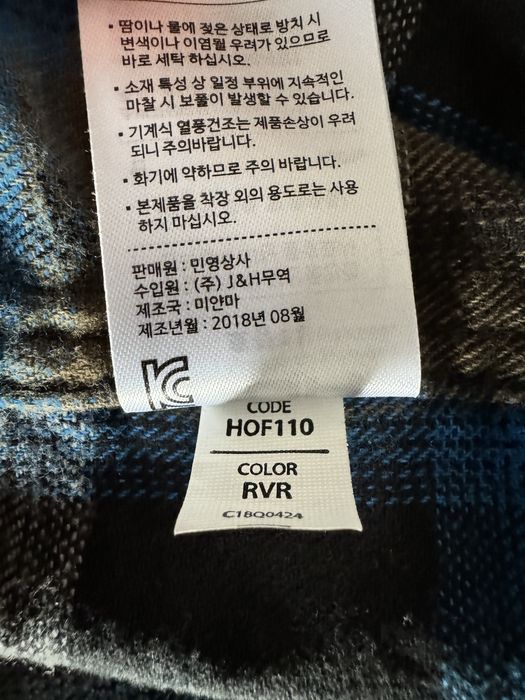 • 땀이나 물에 젖은 상태로 방치 시
변색이나 이염될 우려가 있으므로
바로 세탁 하십시오.
• 소재 특성 상 일정 부위에 지속적인
마찰 시 보풀이 발생할 수 있습니다.
• 기계식 열풍건조는 제품손상이 우려
되니 주의바랍니다.
• 화기에 약하므로 주의 바랍니다.
• 본제품을 착장 외의 용도로는 사용
하지 마십시오.
판매원 : 민영상사
수입원 : (주) J&H무역
제조국 : 미얀마
제조년월 : 2018년 08월
KC
CODE
HOF110
COLOR
RVR
C18Q0424